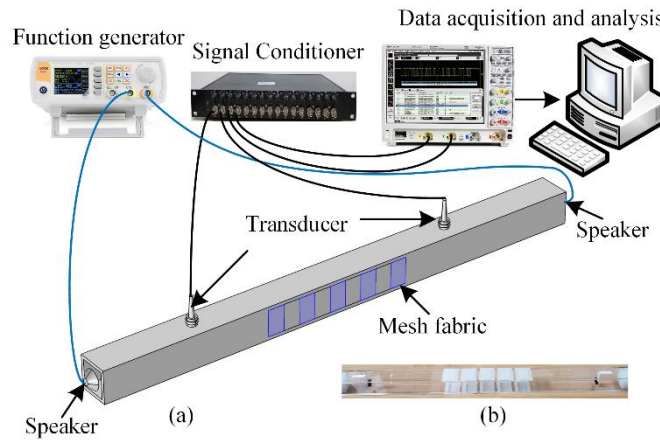 Data acquisition and analysis
Function generator
Signal Conditioner
Transducer
Speaker
Mesh fabric
Speaker
(a)
(b)